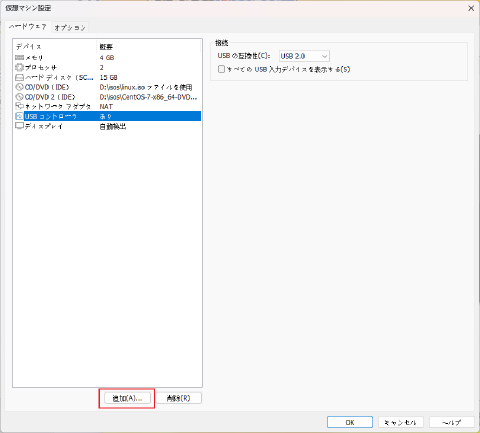 仮想マシン設定
ハードウェア オプション
デバイス 概要
メモリ 4 GB
プロセッサ 2
ハード ディスク (SC... 15 GB
CD/DVD (IDE) D:\isos\linux.iso ファイルを使用
CD/DVD 2 (IDE) D:\isos\CentOS-7-x86_64-DVD...
ネットワーク アダプタ NAT
USB コントローラ あり
ディスプレイ 自動検出
接続
USB の互換性(C): USB 2.0
すべての USB 入力デバイスを表示する(S)
追加(A)... 削除(R)
OK キャンセル ヘルプ